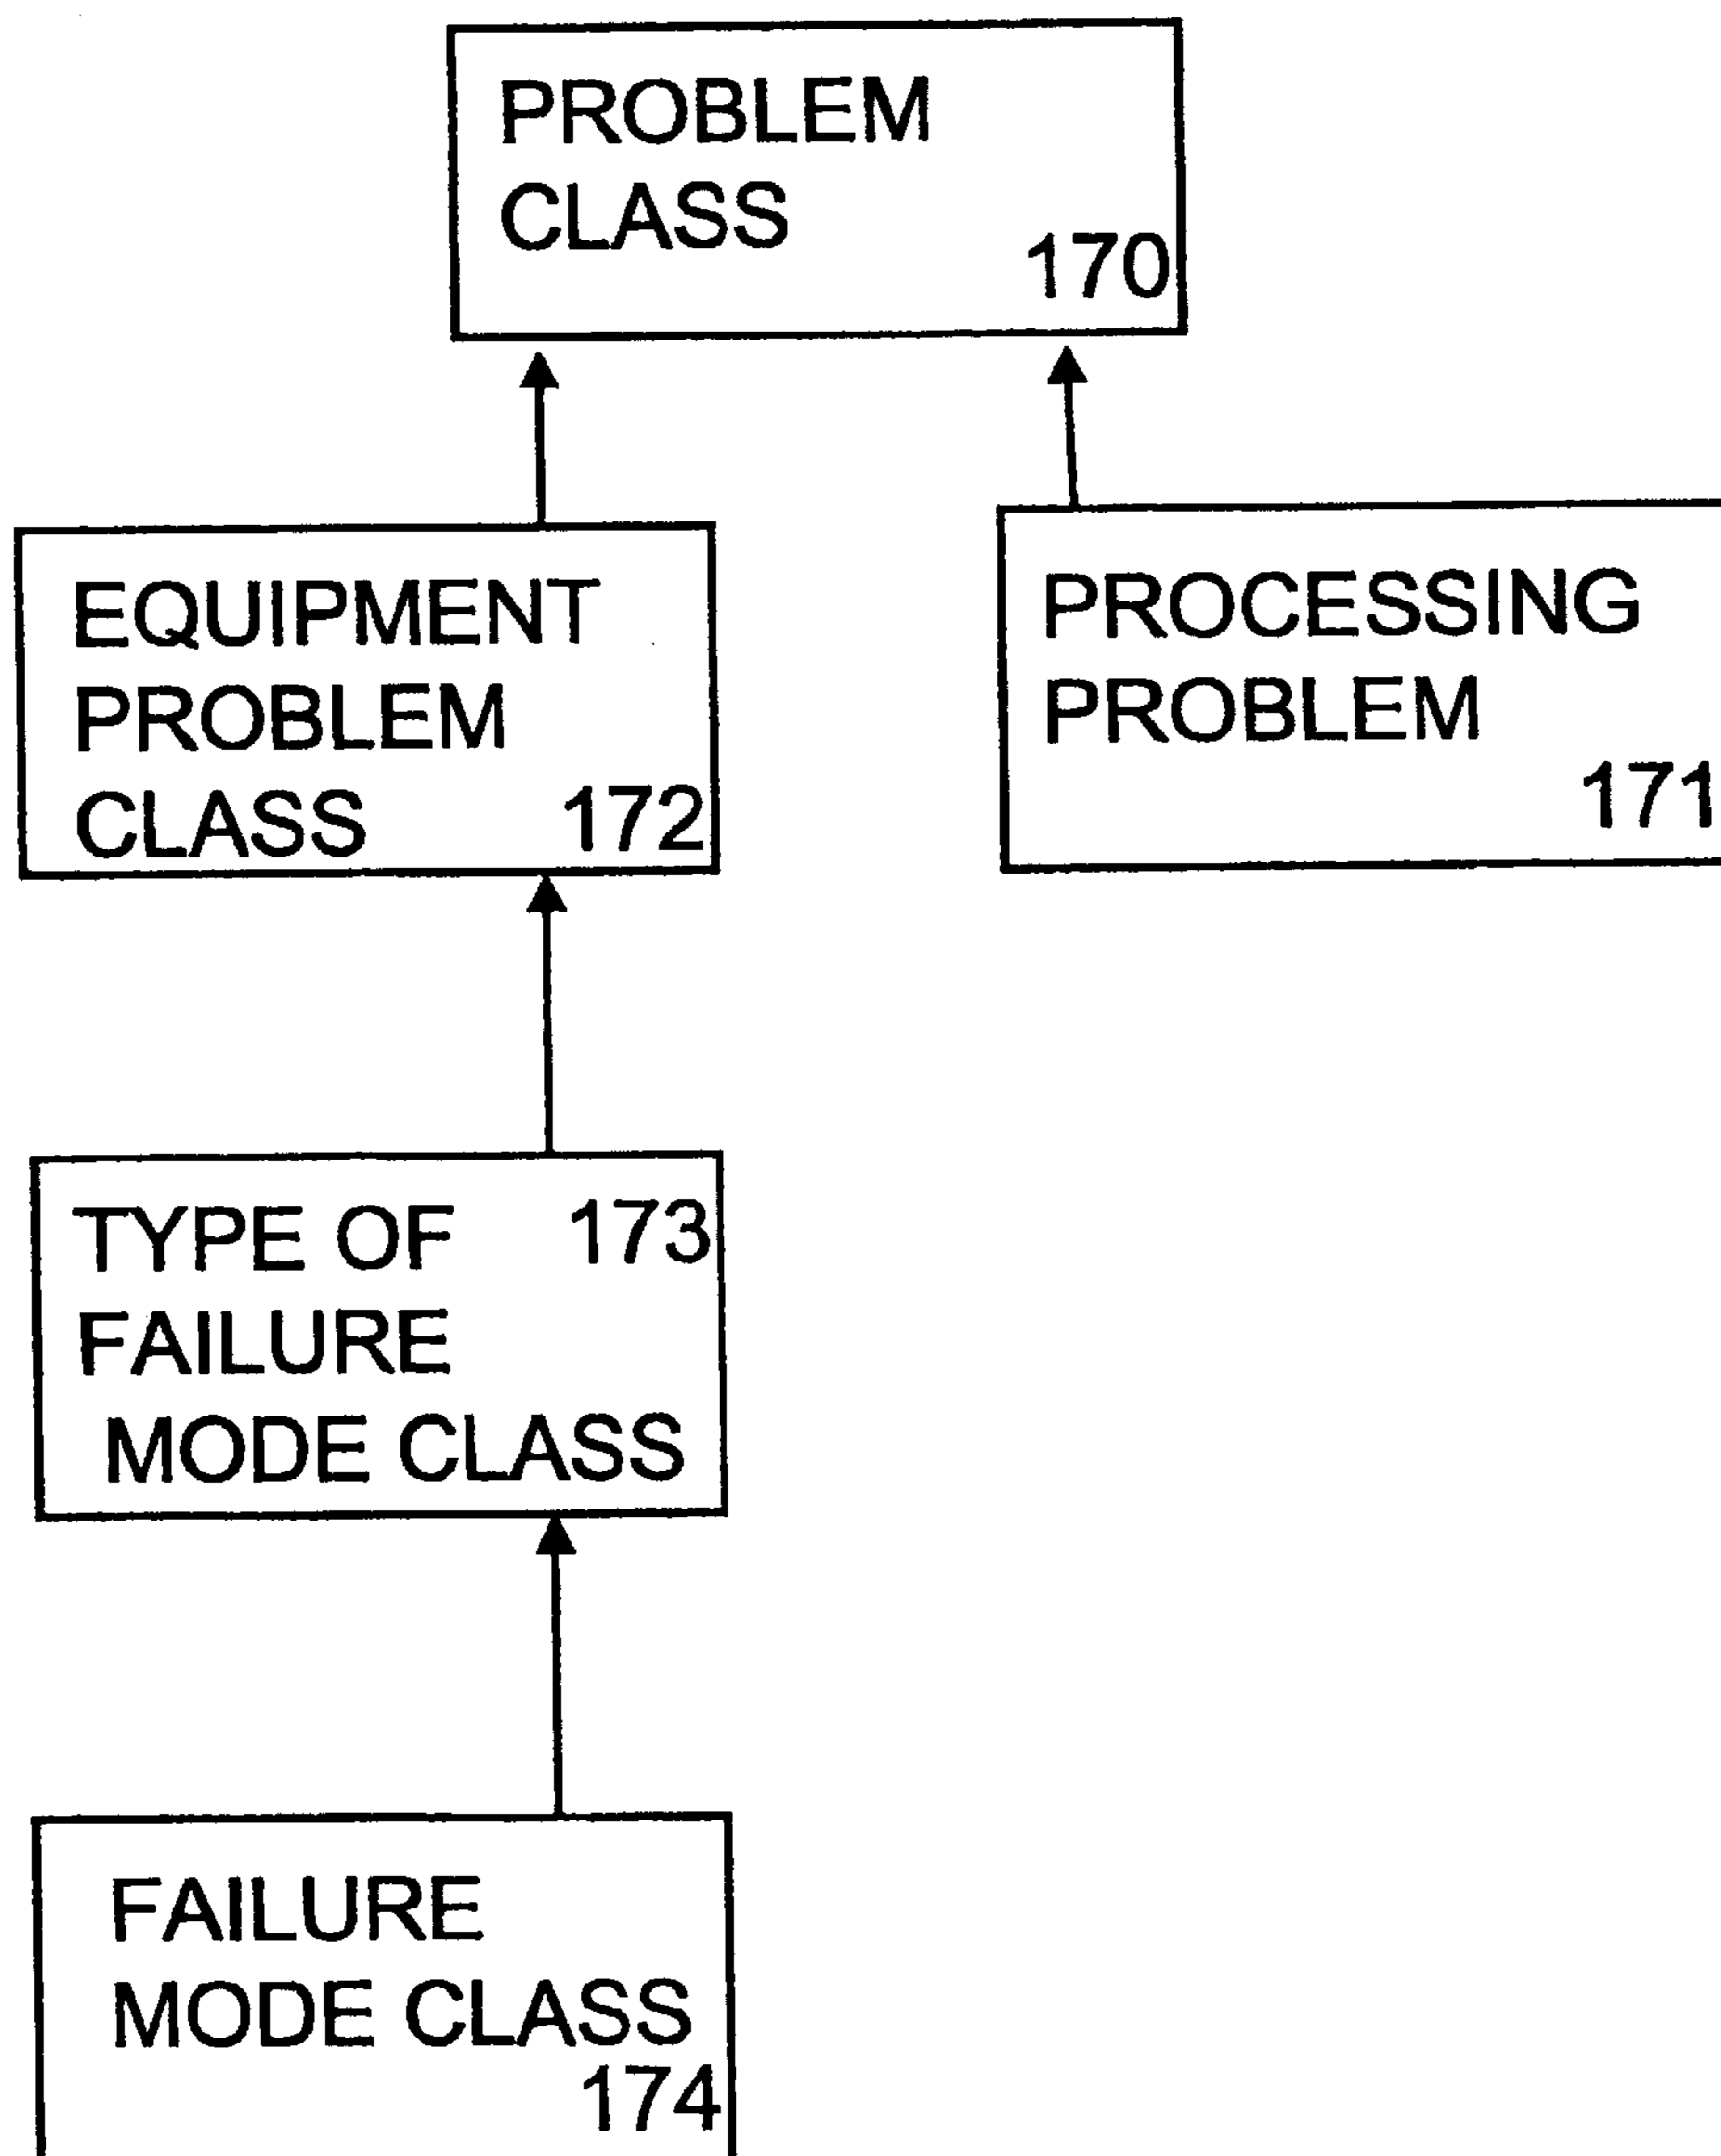 PROBLEM
CLASS
170
EQUIPMENT
PROBLEM
CLASS 172
PROCESSING
PROBLEM
171
TYPE OF 173
FAILURE
MODE CLASS
FAILURE
MODE CLASS
174